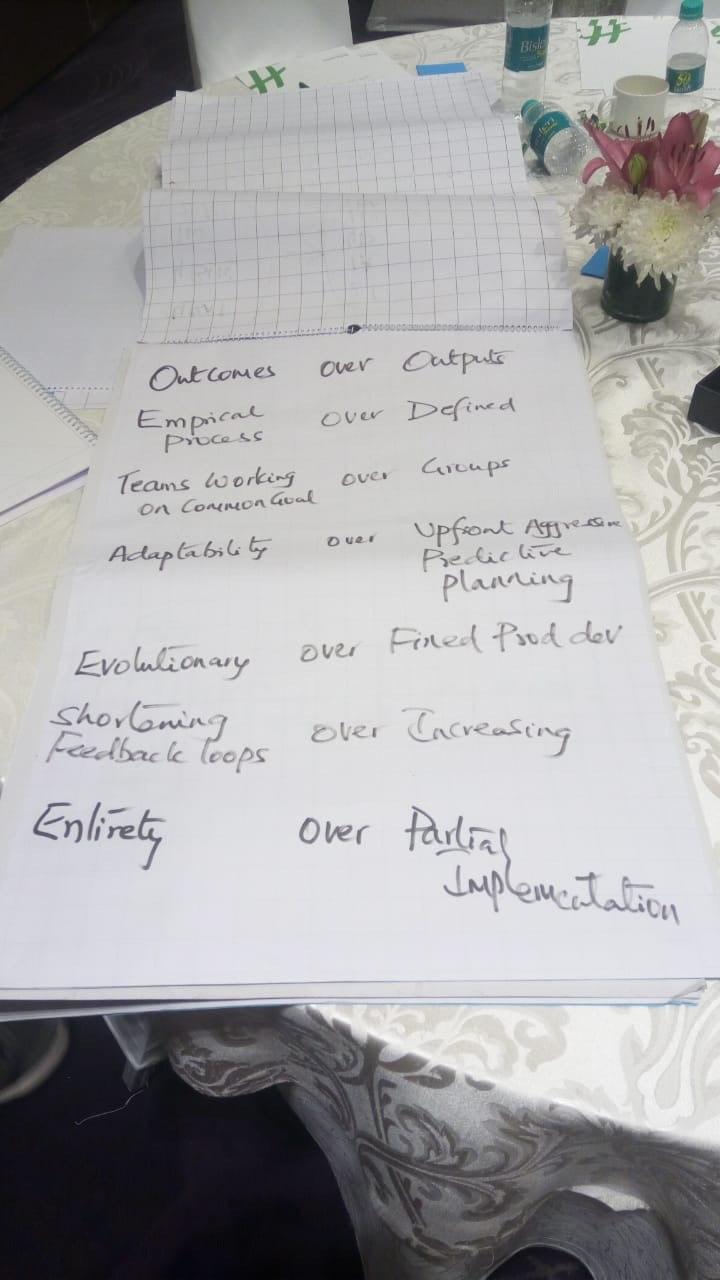 Bisleri
Outcomes over Outputs
Emprical over Defined
process
Teams working over Groups
on Common Goal
Adaptability over Upfront Aggressive
Predictive
planning
Evolutionary over Fixed Prod dev
Shortening over Increasing
Feedback loops
Entirety over Partial
Implementation